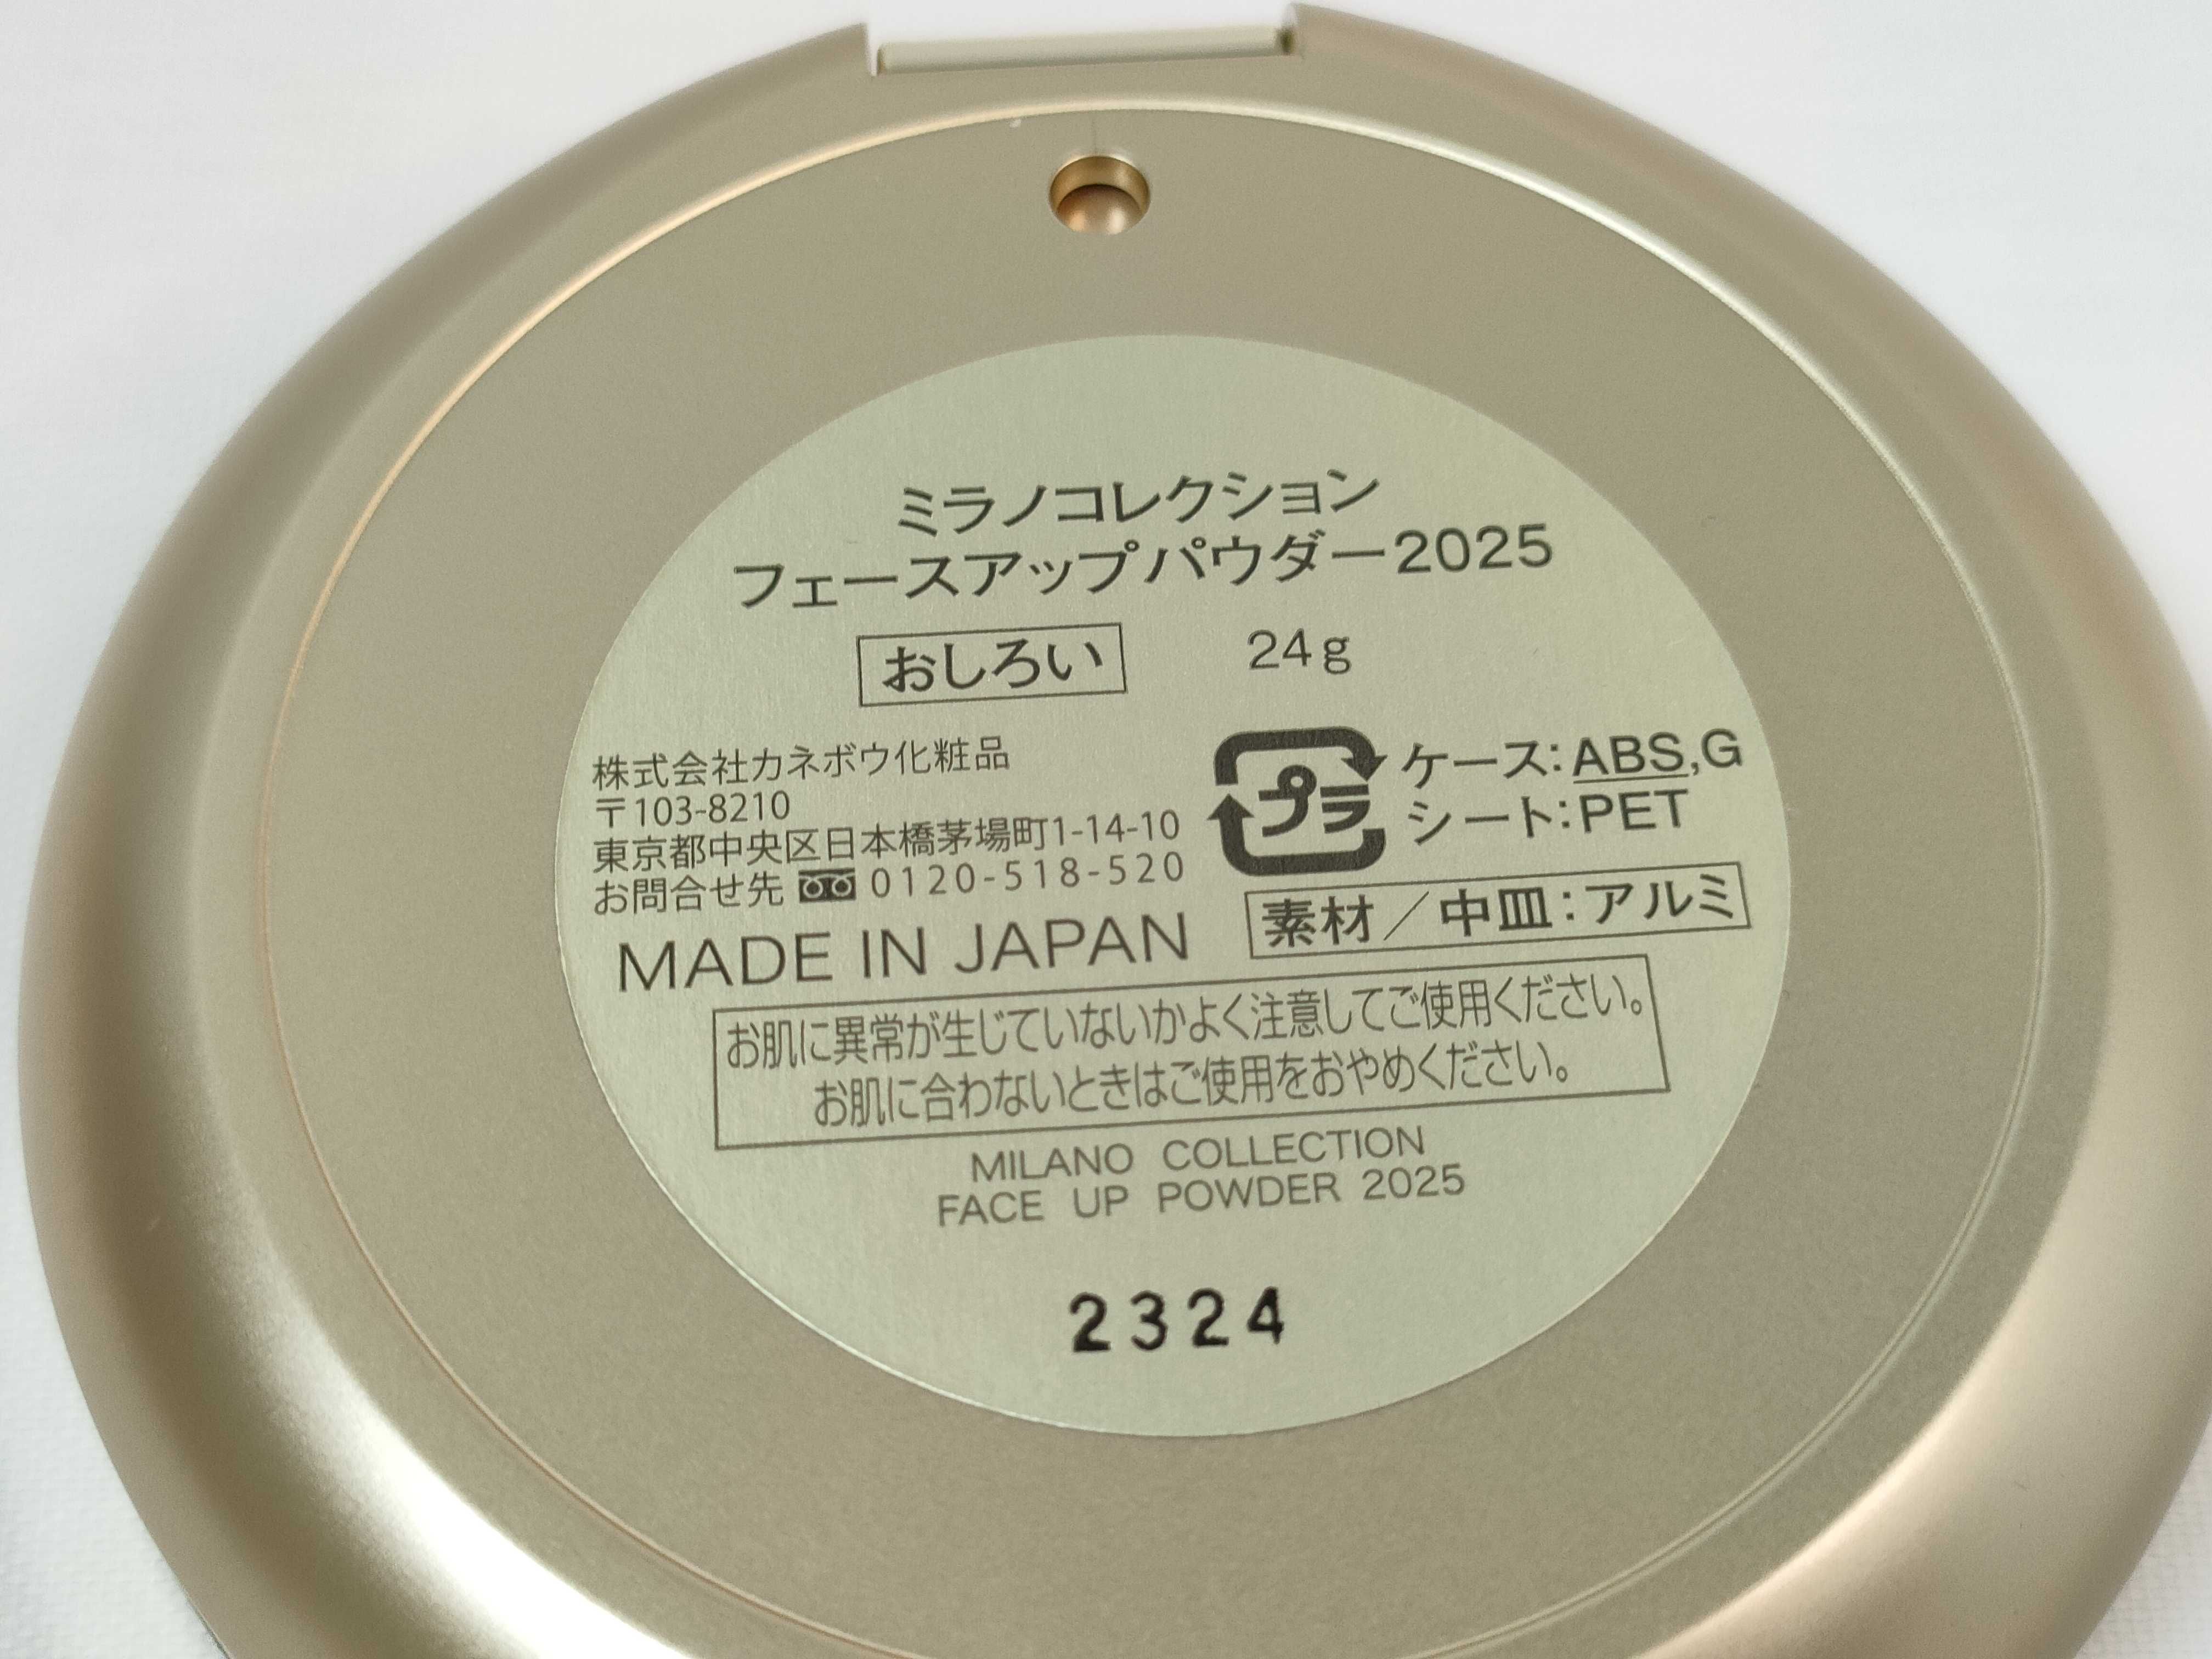 ミラノコレクション
フェースアップパウダー2025
おしろい 24g
株式会社カネボウ化粧品
〒103-8210
東京都中央区日本橋茅場町1-14-10
お問合せ先 0120-518-520
MADE IN JAPAN
プラ ケース:ABS,G
シート:PET
素材/中皿:アルミ
お肌に異常が生じていないかよく注意してご使用ください。
お肌に合わないときはご使用をおやめください。
MILANO COLLECTION
FACE UP POWDER 2025
2324